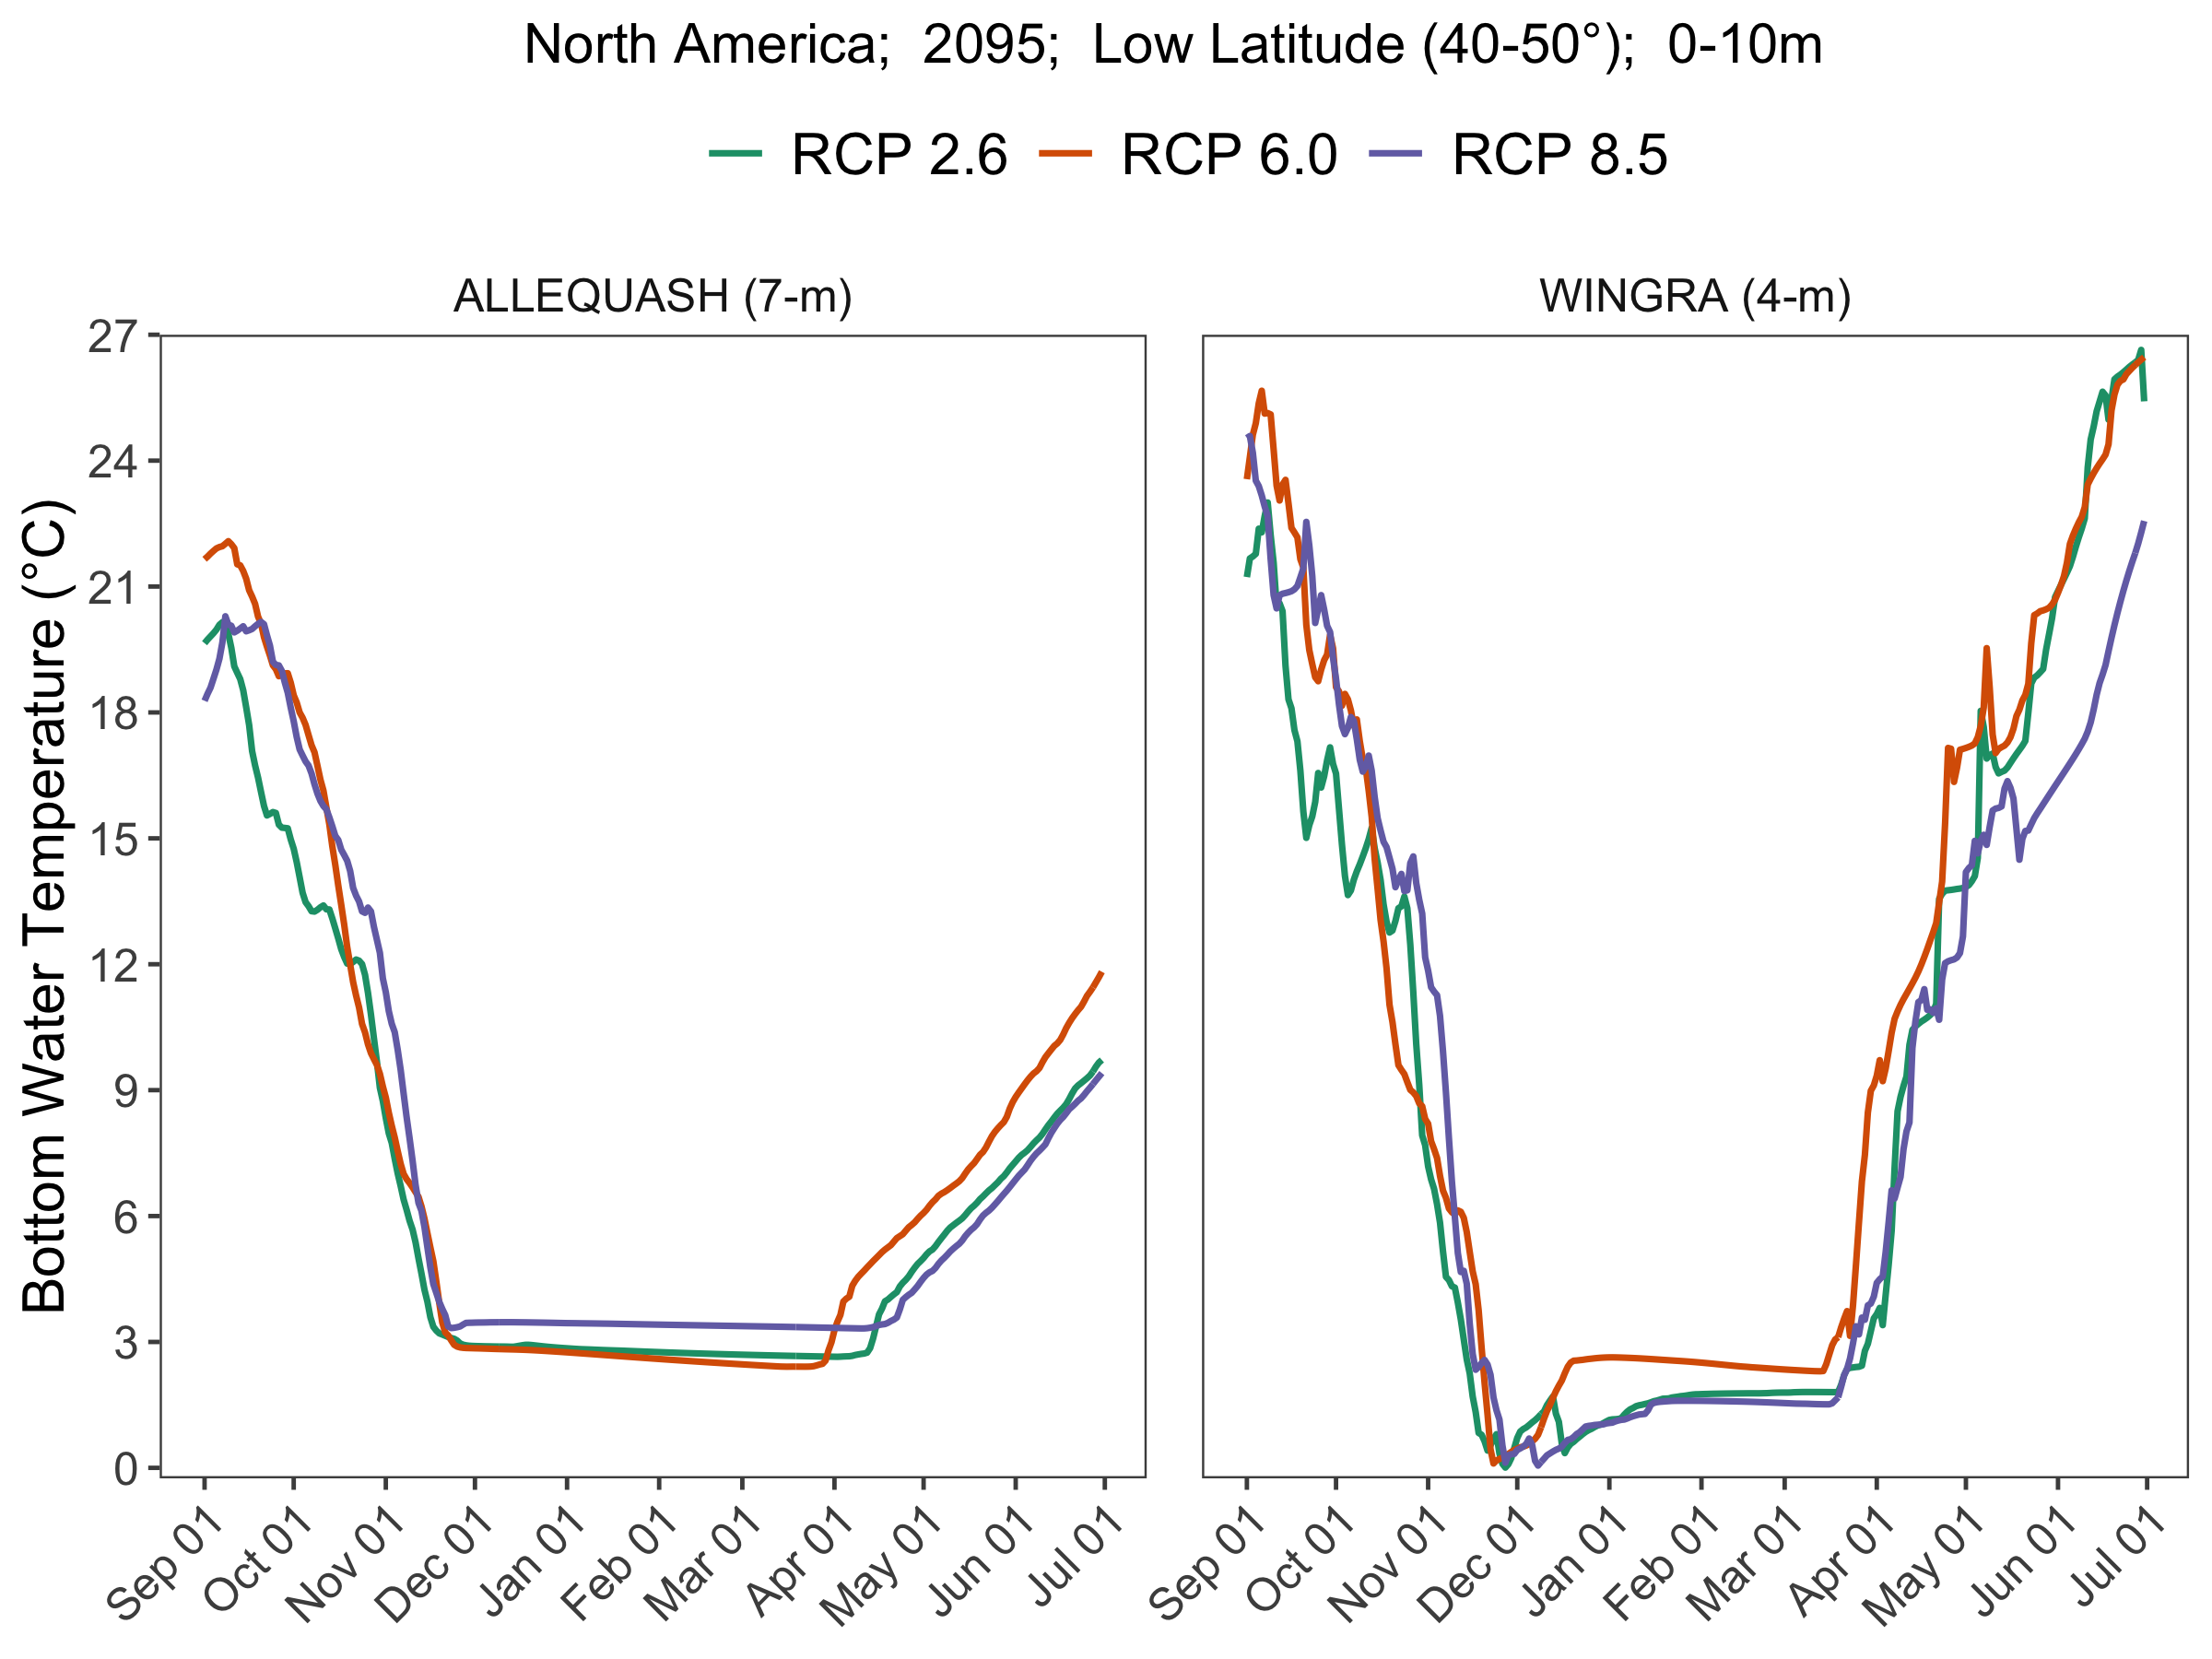 North America;  2095;  Low Latitude (40-50°);  0-10m
RCP 2.6 RCP 6.0 RCP 8.5
ALLEQUASH (7-m) WINGRA (4-m)
Bottom Water Temperature (°C)
27
24
21
18
15
12
9
6
3
0
Sep 01 Oct 01 Nov 01 Dec 01 Jan 01 Feb 01 Mar 01 Apr 01 May 01 Jun 01 Jul 01
Sep 01 Oct 01 Nov 01 Dec 01 Jan 01 Feb 01 Mar 01 Apr 01 May 01 Jun 01 Jul 01